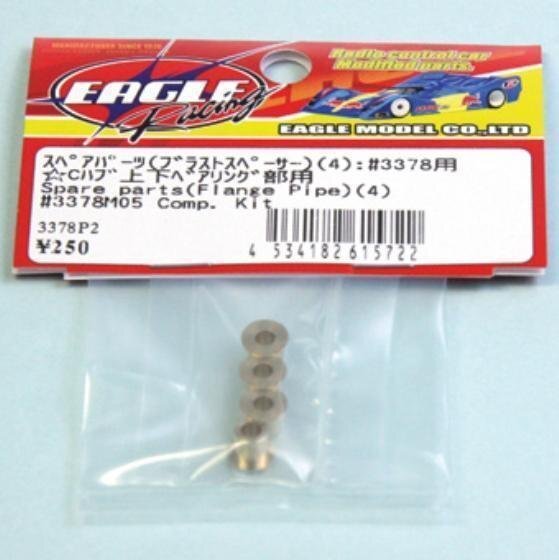 MANUFACTURER SINCE 1976
EAGLE
Racing
Radio control car
Modified parts.
EAGLE MODEL CO.,LTD
スペアパーツ(ブラストスペーサー)(4):#3378用
☆Cハブ上下ベアリング部用
Spare parts(Flange Pipe)(4)
#3378M05 Comp. Kit
3378P2
¥250
4 534182 615722